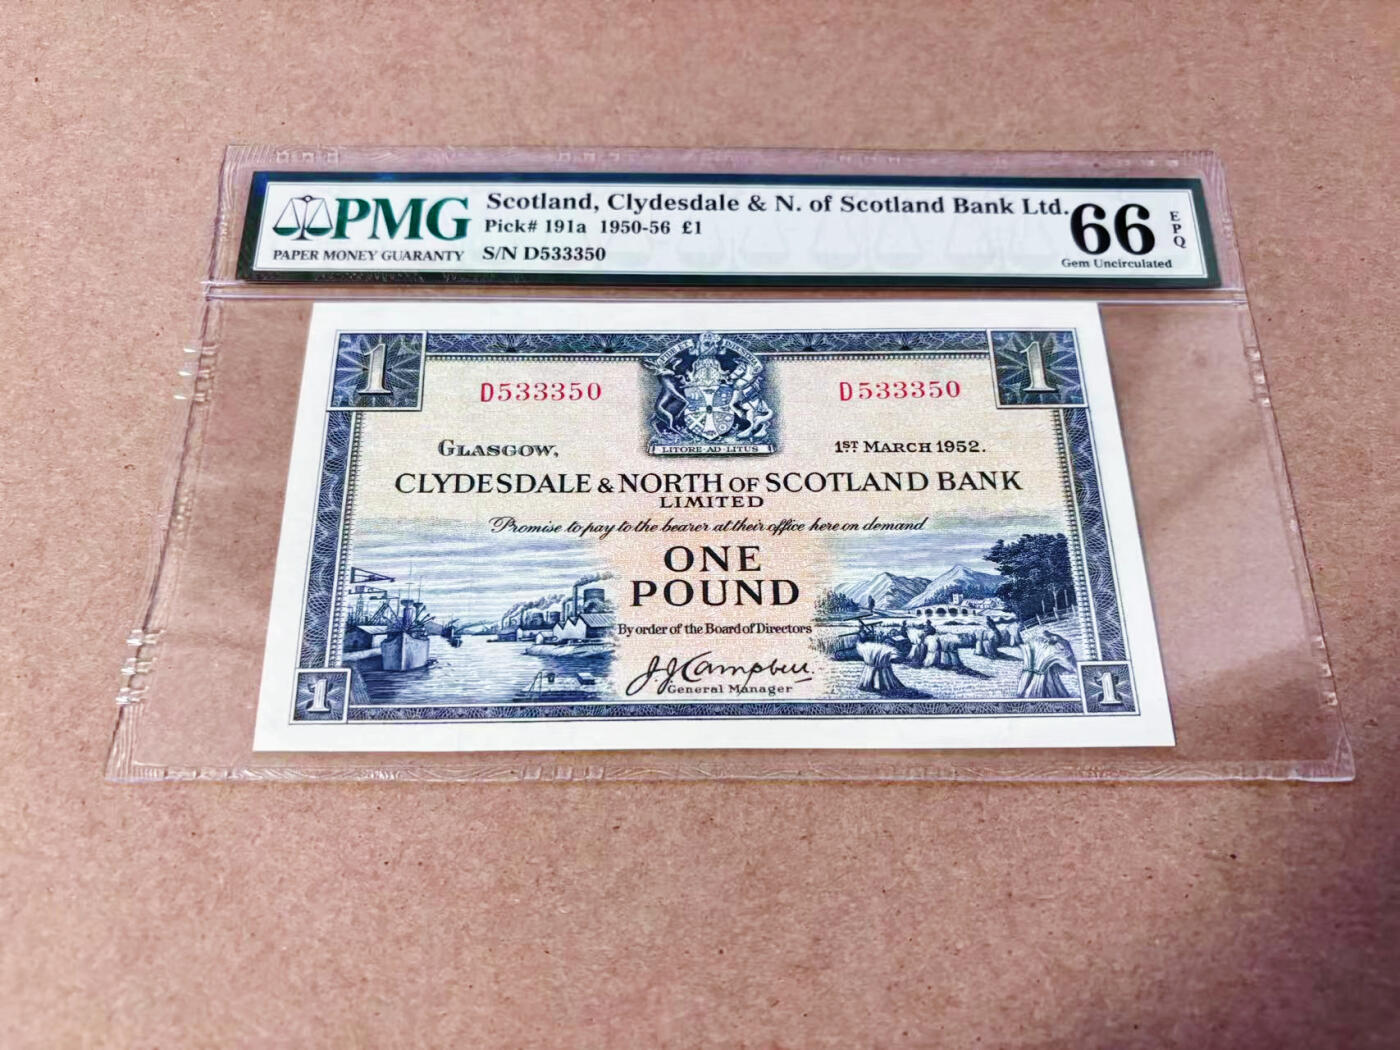 PMG
PAPER MONEY GUARANTY
Scotland, Clydesdale & N. of Scotland Bank Ltd.
Pick# 191a 1950-56 £1
S/N D533350
66
EPQ
Gem Uncirculated
1
1
D533350
D533350
LITORE·AD·LITUS
GLASGOW,
1ST MARCH 1952.
CLYDESDALE & NORTH OF SCOTLAND BANK
LIMITED
Promise to pay to the bearer at their office here on demand
ONE
POUND
By order of the Board of Directors
J.J. Campbell.
General Manager
1
1